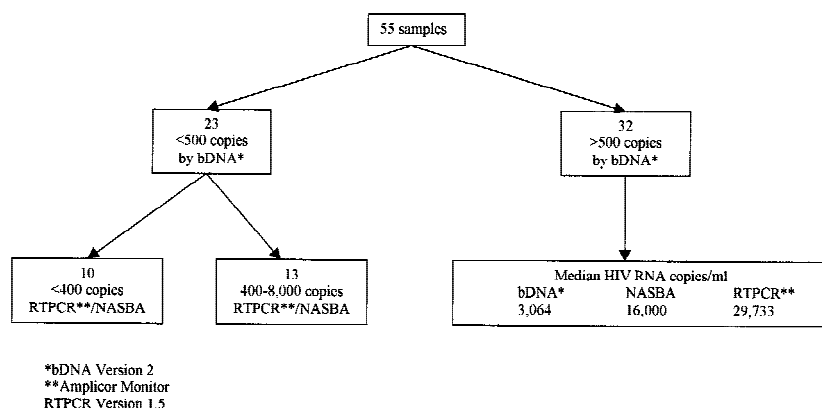 55 samples
23
<500 copies
by bDNA*
32
>500 copies
by bDNA*
10
<400 copies
RTPCR**/NASBA
13
400-8,000 copies
RTPCR**/NASBA
Median HIV RNA copies/ml
bDNA* NASBA RTPCR**
3,064 16,000 29,733
*bDNA Version 2
**Amplicor Monitor
RTPCR Version 1.5